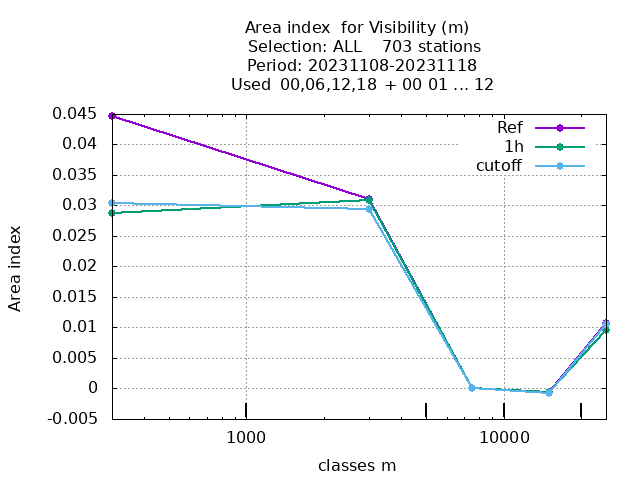 Area index  for Visibility (m)
Selection: ALL    703 stations
Period: 20231108-20231118
Used  00,06,12,18  + 00 01 ... 12
Ref
1h
cutoff
0.045
0.04
0.035
0.03
0.025
0.02
0.015
0.01
0.005
0
-0.005
Area index
1000
10000
classes m